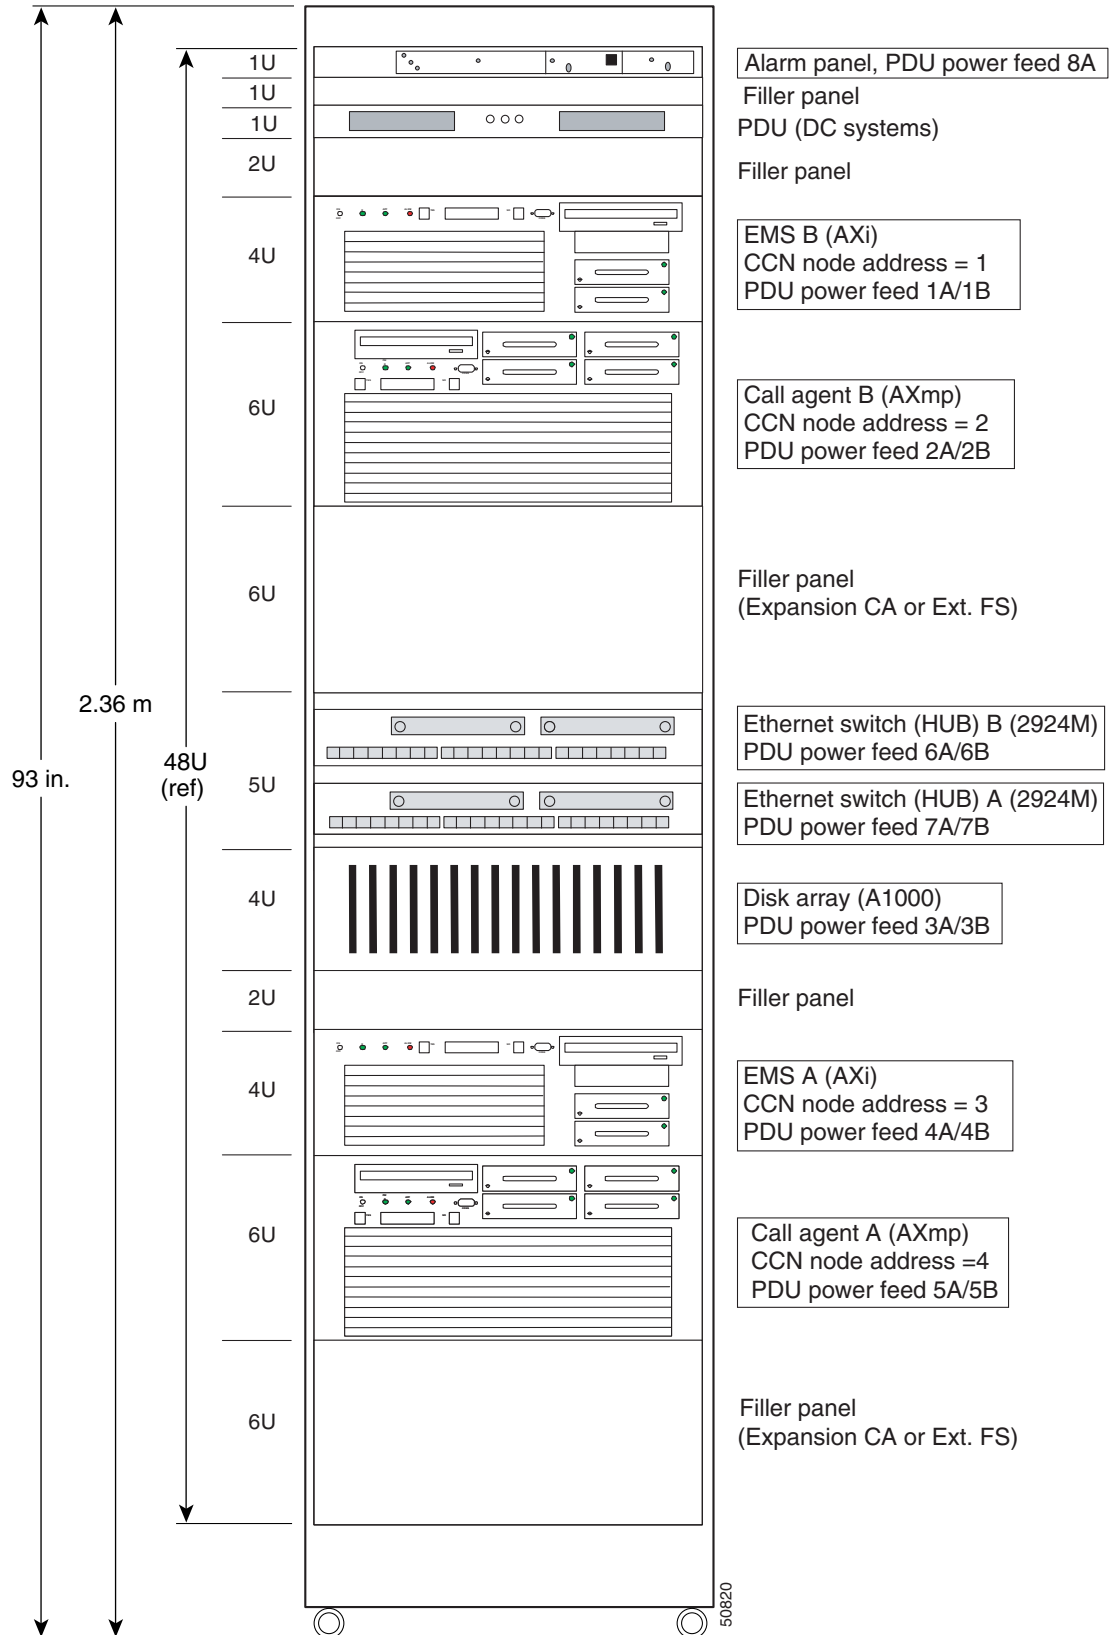 1U
Alarm panel, PDU power feed 8A
1U
Filler panel
1U
PDU (DC systems)
2U
Filler panel
4U
EMS B (AXi)
CCN node address = 1
PDU power feed 1A/1B
6U
Call agent B (AXmp)
CCN node address = 2
PDU power feed 2A/2B
6U
Filler panel
(Expansion CA or Ext. FS)
93 in.
2.36 m
48U
(ref)
5U
Ethernet switch (HUB) B (2924M)
PDU power feed 6A/6B
Ethernet switch (HUB) A (2924M)
PDU power feed 7A/7B
4U
Disk array (A1000)
PDU power feed 3A/3B
2U
Filler panel
4U
EMS A (AXi)
CCN node address = 3
PDU power feed 4A/4B
6U
Call agent A (AXmp)
CCN node address =4
PDU power feed 5A/5B
6U
Filler panel
(Expansion CA or Ext. FS)
50820